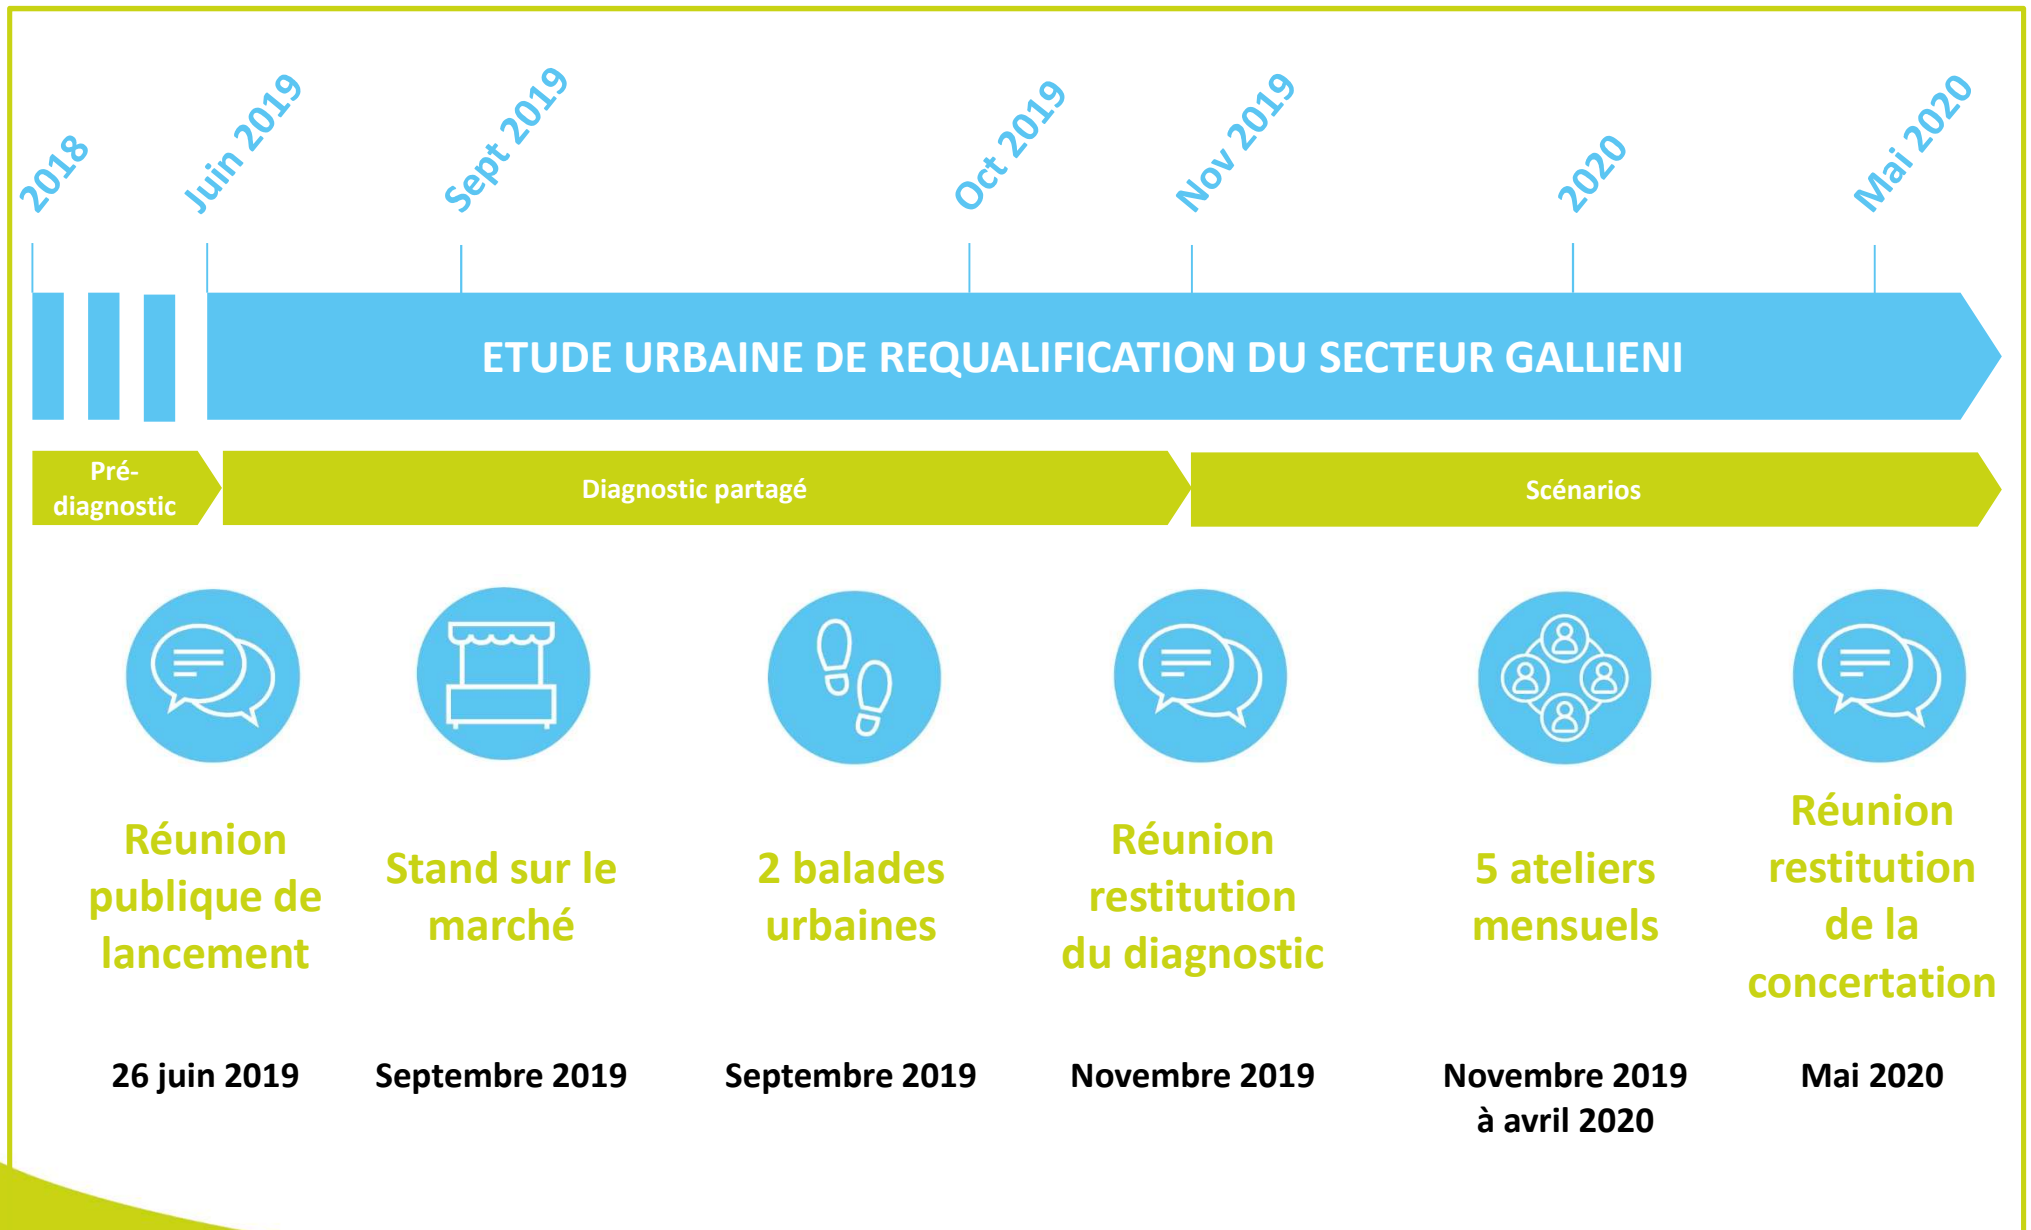 2018
Juin 2019
Sept 2019
Oct 2019
Nov 2019
2020
Mai 2020
ETUDE URBAINE DE REQUALIFICATION DU SECTEUR GALLIENI
Pré-
diagnostic
Diagnostic partagé
Scénarios
Réunion
publique de
lancement
Stand sur le
marché
2 balades
urbaines
Réunion
restitution
du diagnostic
5 ateliers
mensuels
Réunion
restitution
de la
concertation
26 juin 2019
Septembre 2019
Septembre 2019
Novembre 2019
Novembre 2019
à avril 2020
Mai 2020